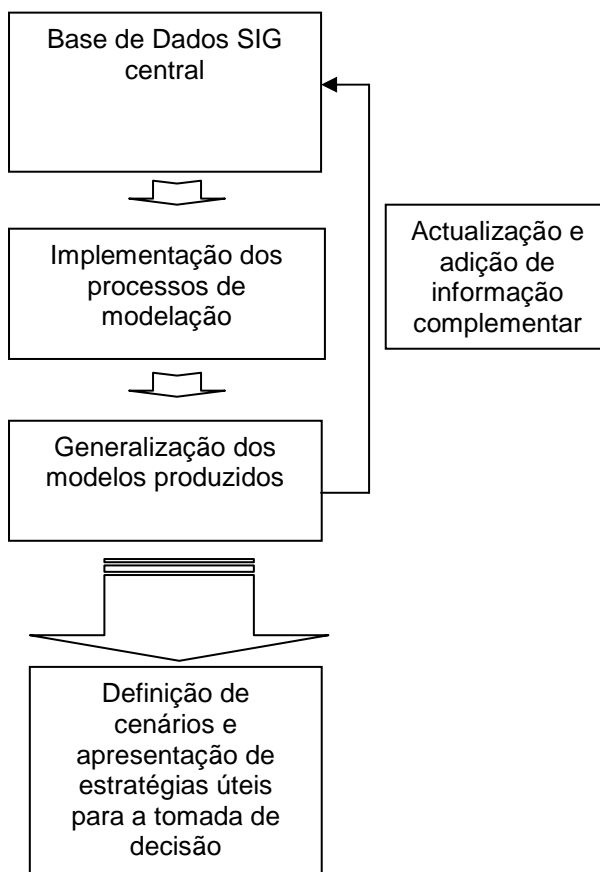 Base de Dados SIG
central
Implementação dos
processos de
modelação
Actualização e
adição de
informação
complementar
Generalização dos
modelos produzidos
Definição de
cenários e
apresentação de
estratégias úteis
para a tomada de
decisão